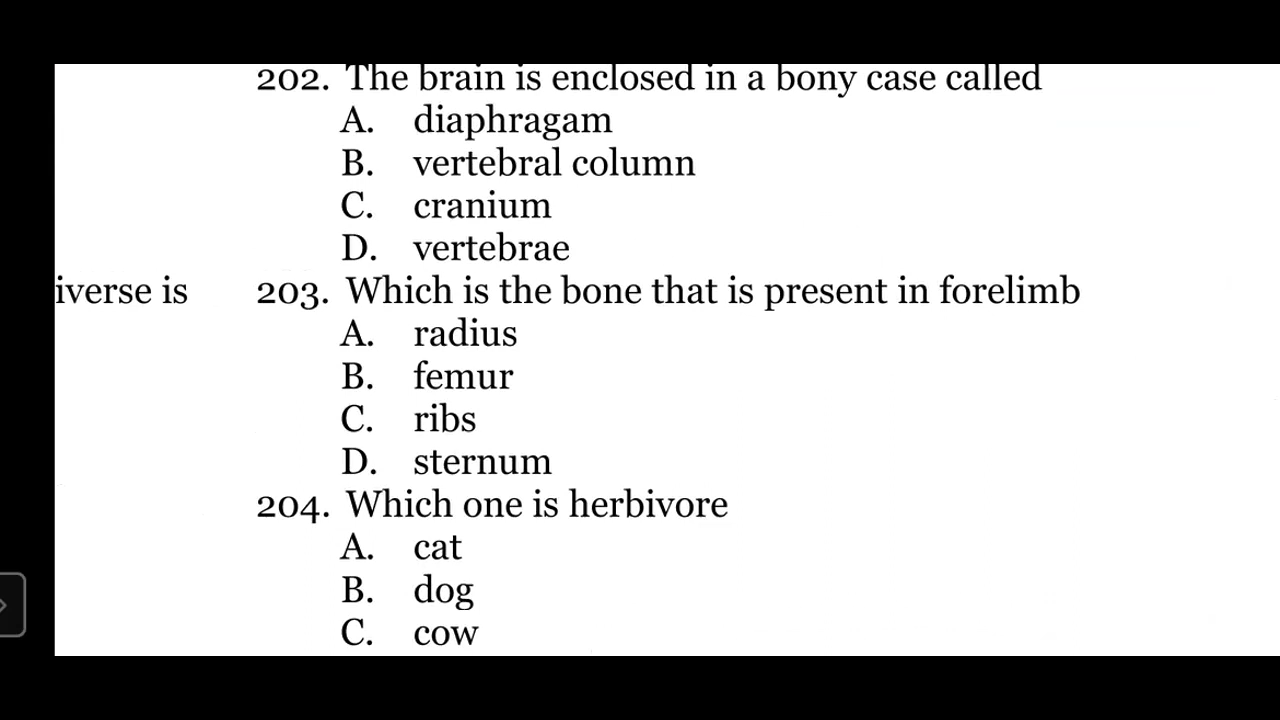 202. The brain is enclosed in a bony case called
A. diaphragam
B. vertebral column
C. cranium
D. vertebrae
iverse is
203. Which is the bone that is present in forelimb
A. radius
B. femur
C. ribs
D. sternum
204. Which one is herbivore
A. cat
B. dog
C. cow